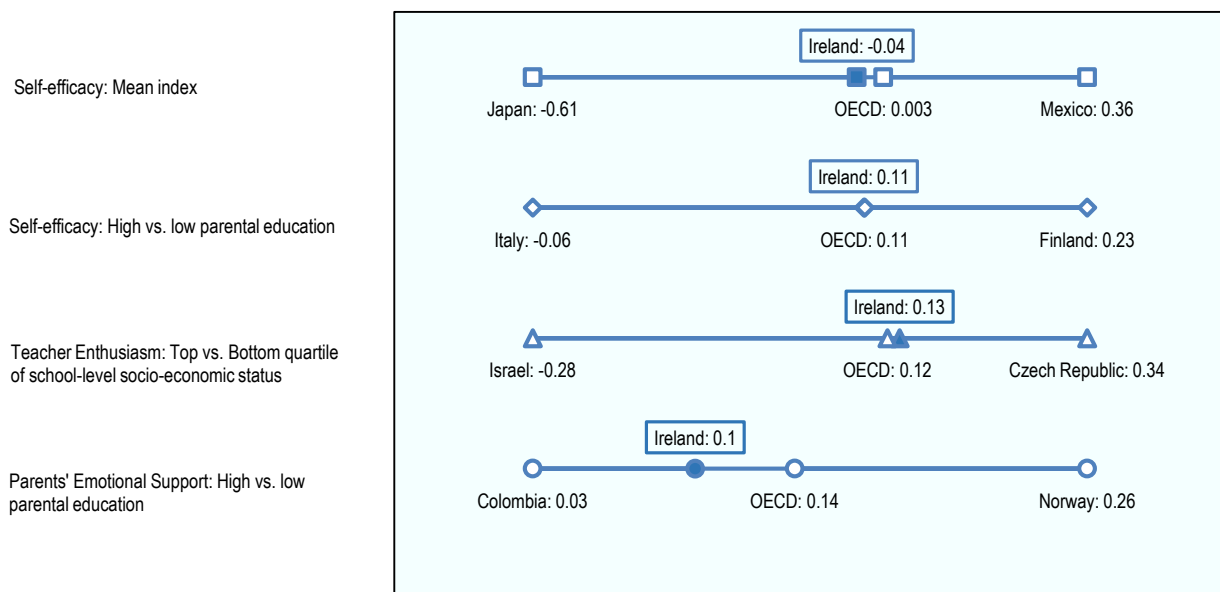 Ireland: -0.04
Self-efficacy: Mean index
Japan: -0.61 OECD: 0.003 Mexico: 0.36
Ireland: 0.11
Self-efficacy: High vs. low parental education
Italy: -0.06 OECD: 0.11 Finland: 0.23
Ireland: 0.13
Teacher Enthusiasm: Top vs. Bottom quartile
of school-level socio-economic status
Israel: -0.28 OECD: 0.12 Czech Republic: 0.34
Ireland: 0.1
Parents' Emotional Support: High vs. low
parental education
Colombia: 0.03 OECD: 0.14 Norway: 0.26